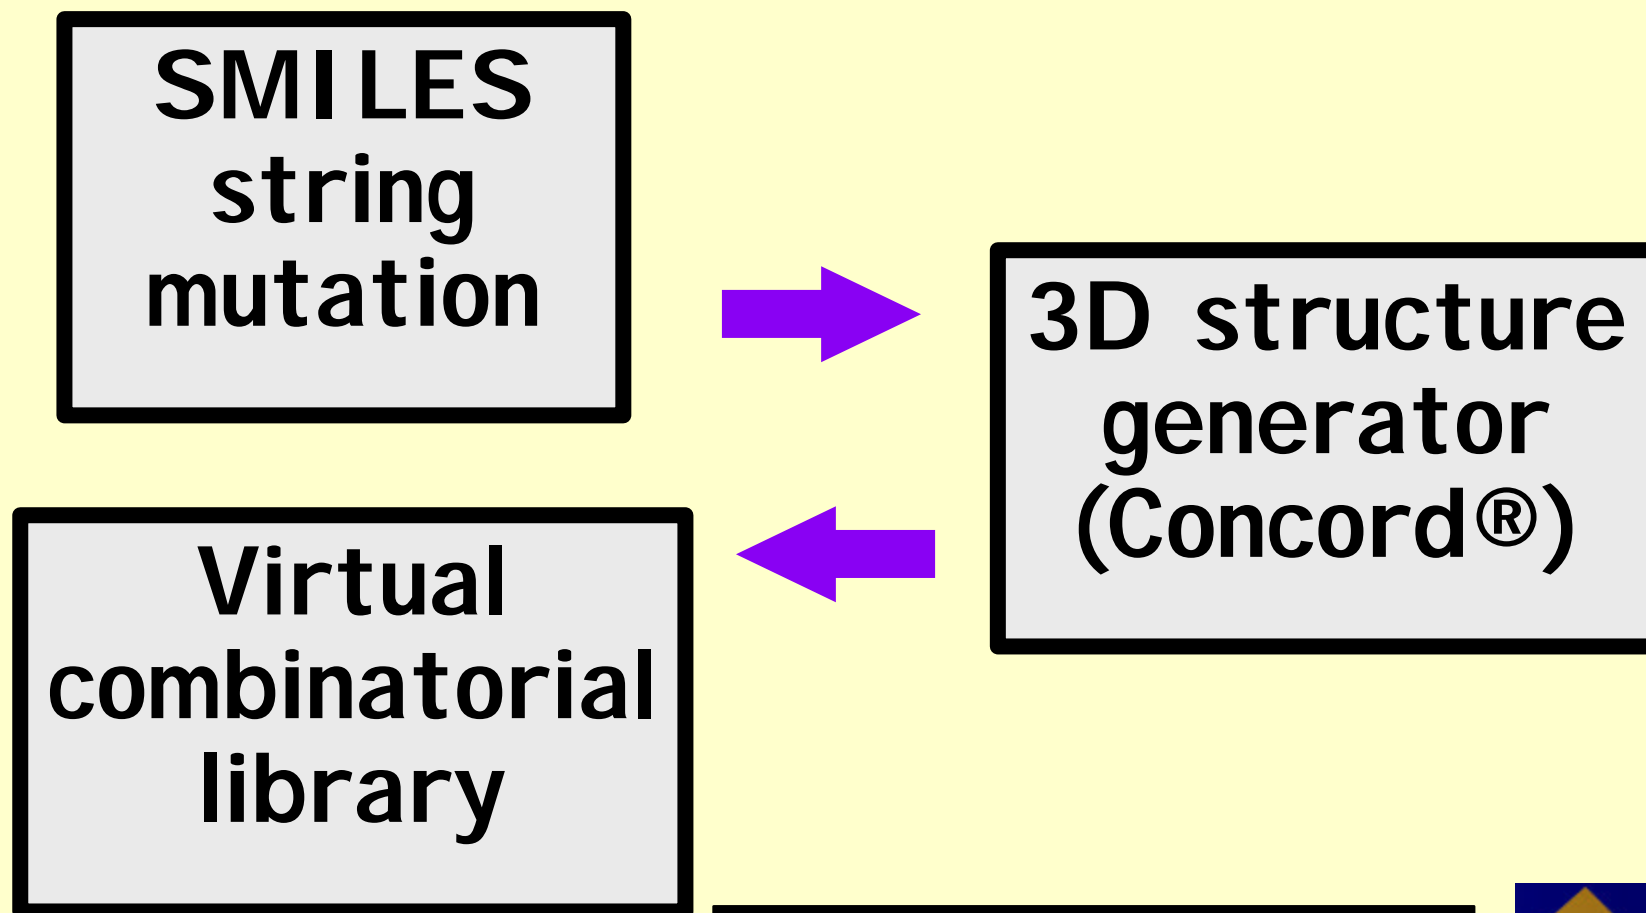 SMILES
string
mutation
3D structure
generator
(Concord®)
Virtual
combinatorial
library